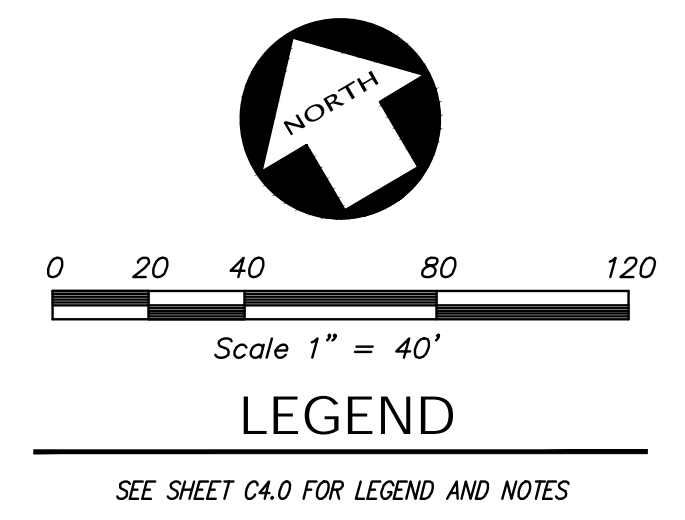 NORTH
0 20 40 80 120
Scale 1" = 40'
LEGEND
SEE SHEET C4.0 FOR LEGEND AND NOTES